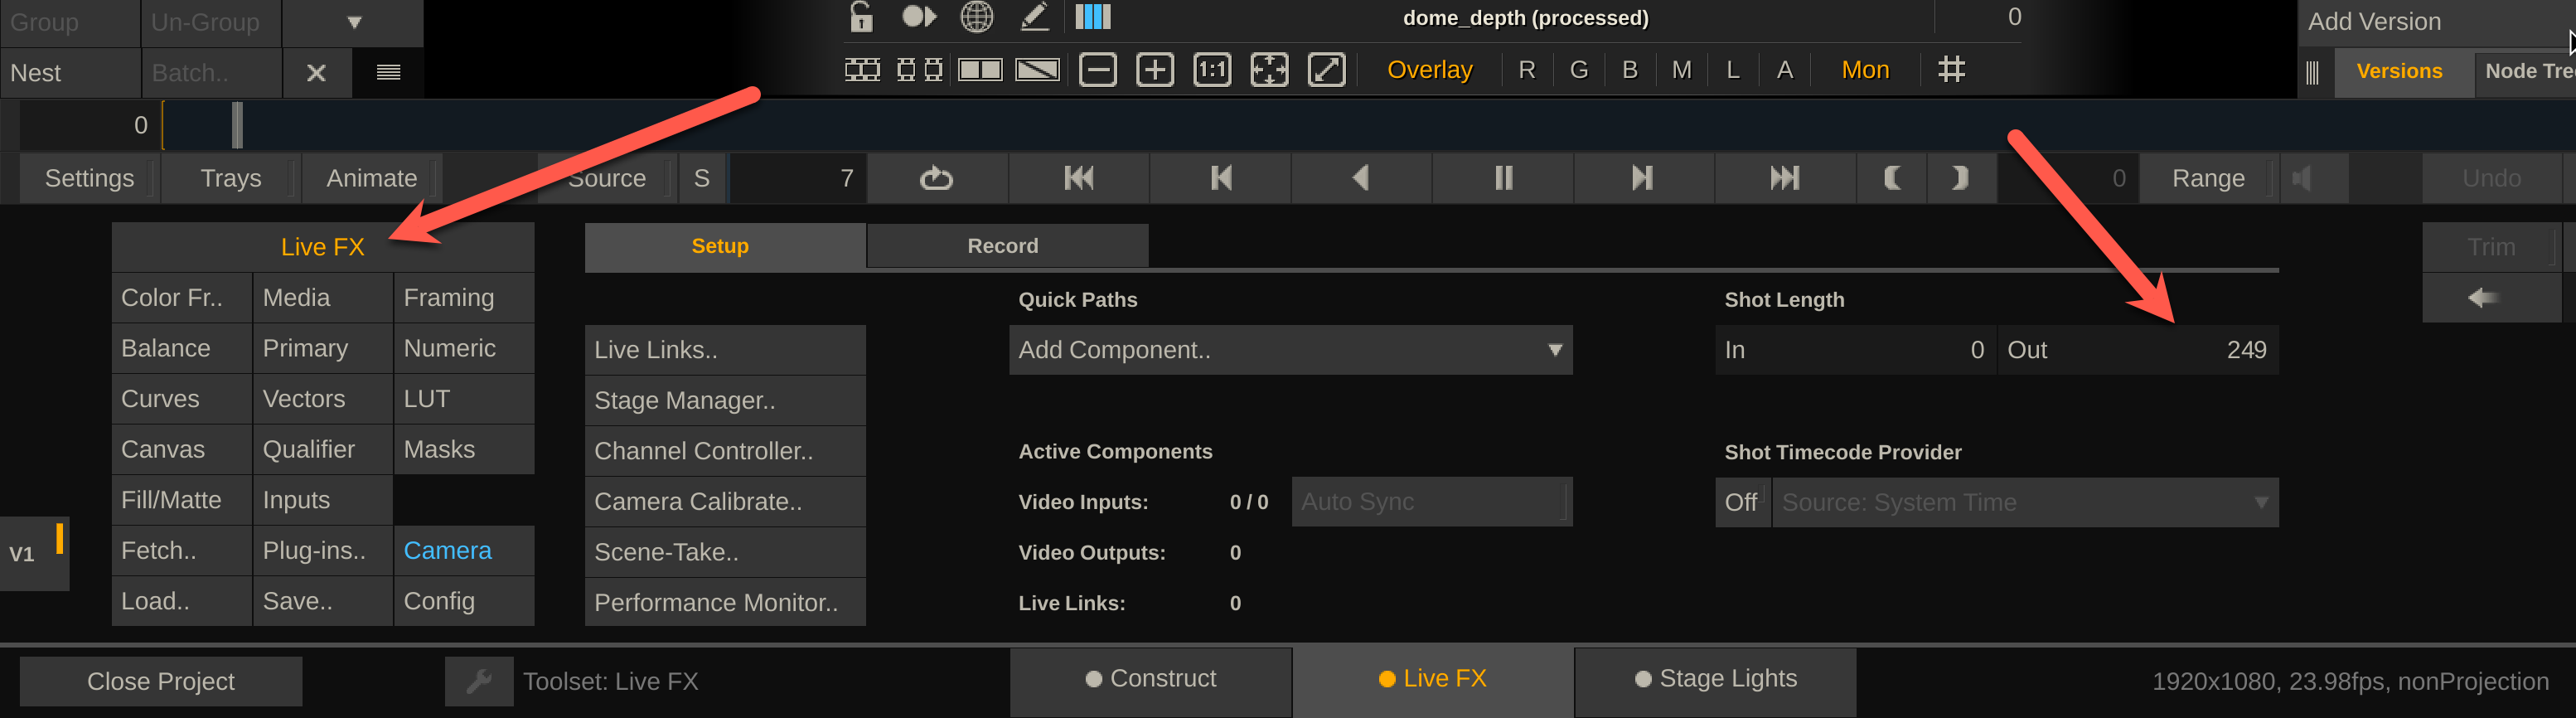 Group Un-Group dome_depth (processed) 0 Add Version
Nest Batch.. 1:1 Overlay R G B M L A Mon Versions Node Tre
0
Settings Trays Animate Source S 7 0 Range Undo
Live FX Setup Record Trim
Color Fr.. Media Framing Quick Paths Shot Length
Balance Primary Numeric Live Links.. Add Component.. In 0 Out 249
Curves Vectors LUT Stage Manager..
Canvas Qualifier Masks Channel Controller.. Active Components Shot Timecode Provider
Fill/Matte Inputs Camera Calibrate.. Video Inputs: 0 / 0 Auto Sync Off Source: System Time
V1 Fetch.. Plug-ins.. Camera Scene-Take.. Video Outputs: 0
Load.. Save.. Config Performance Monitor.. Live Links: 0
Close Project Toolset: Live FX Construct Live FX Stage Lights 1920x1080, 23.98fps, nonProjection